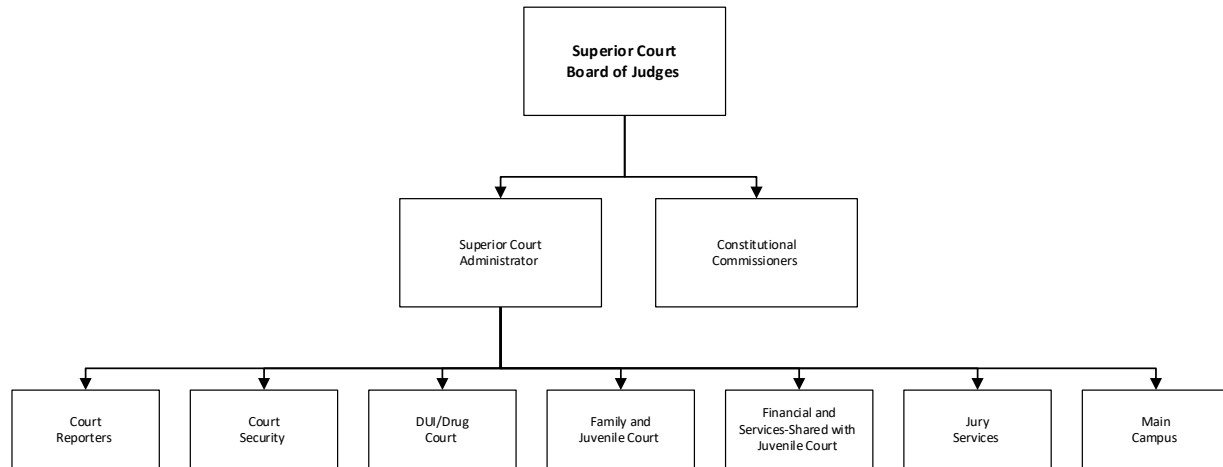 Superior Court
Board of Judges
Superior Court
Administrator
Constitutional
Commissioners
Court
Reporters
Court
Security
DUI/Drug
Court
Family and
Juvenile Court
Financial and
Services-Shared with
Juvenile Court
Jury
Services
Main
Campus